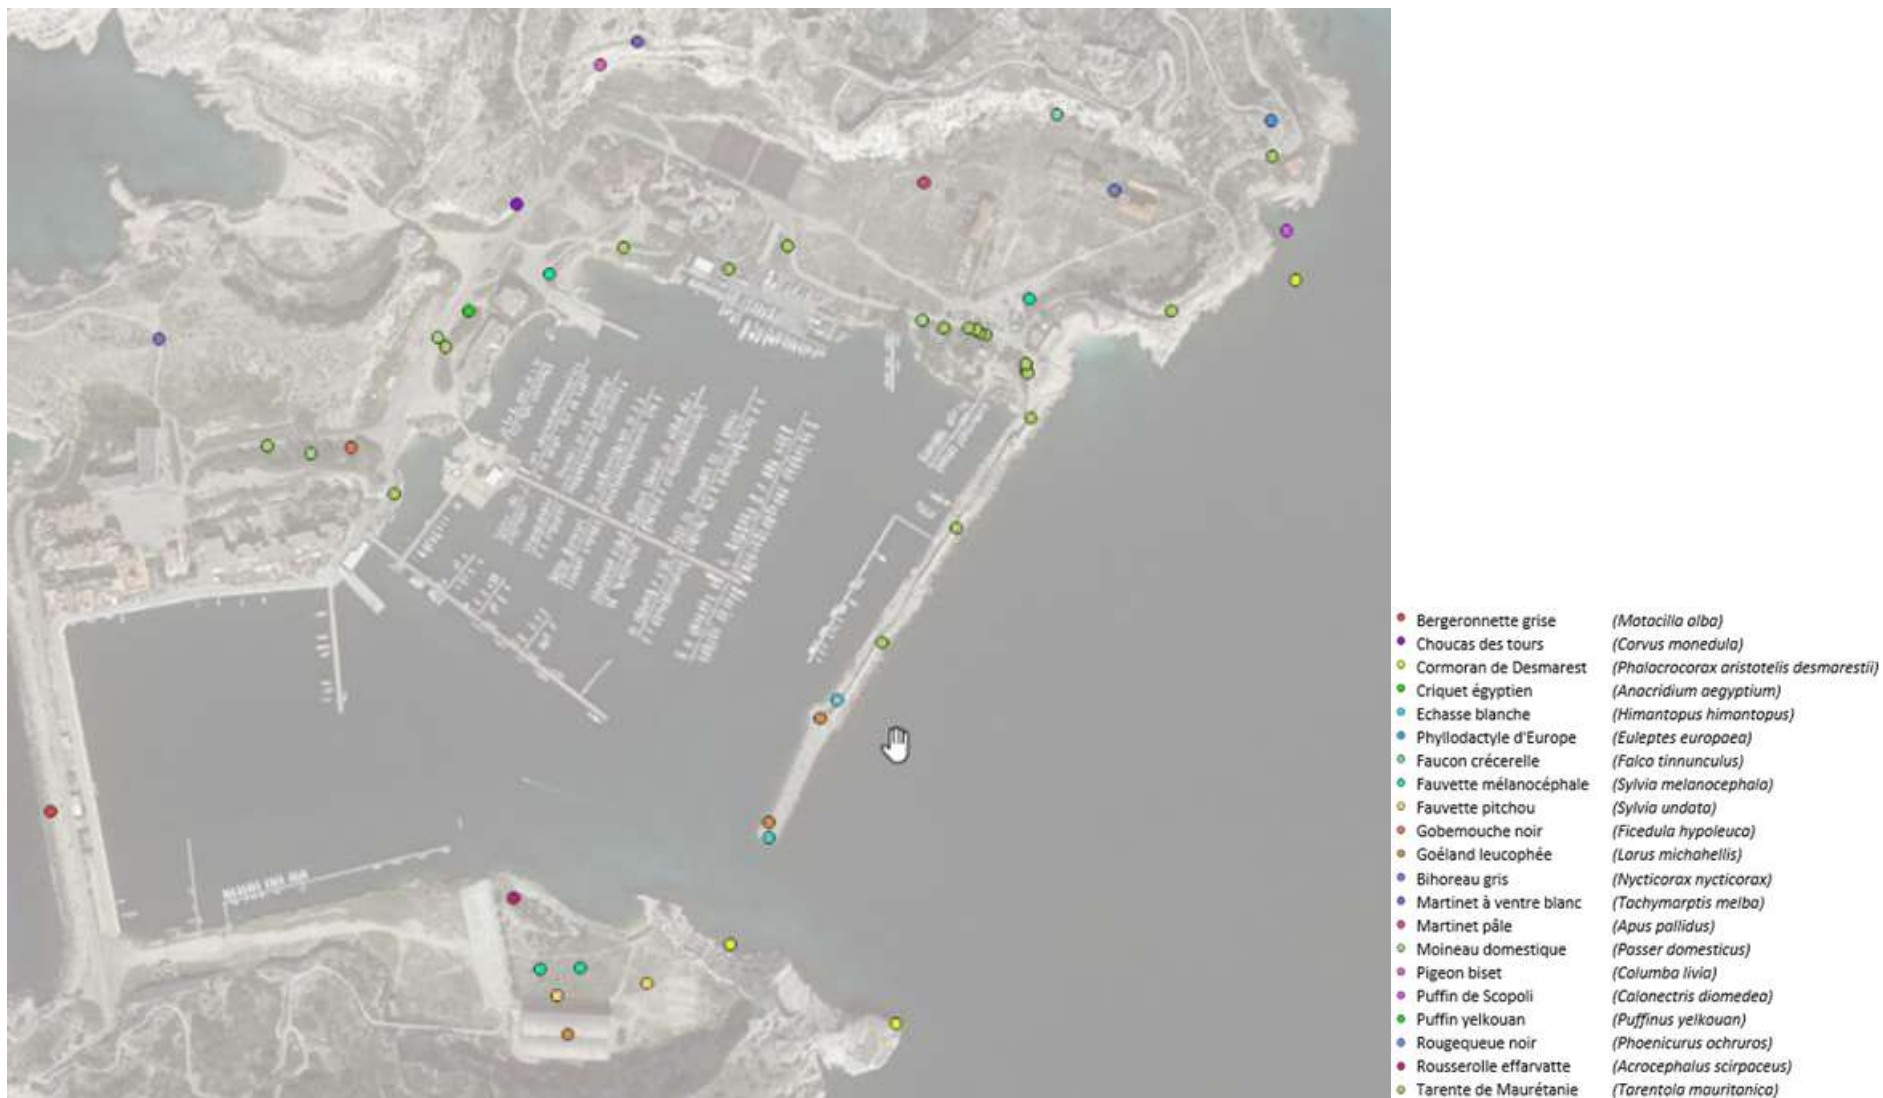 Bergeronnette grise (Motacilla alba)
Choucas des tours (Corvus monedula)
Cormoran de Desmarest (Phalacrocorax aristotelis desmarestii)
Criquet égyptien (Anacridium aegyptium)
Echasse blanche (Himantopus himantopus)
Phyllodactyle d'Europe (Euleptes europaea)
Faucon crécerelle (Falco tinnunculus)
Fauvette mélanocéphale (Sylvia melanocephala)
Fauvette pitchou (Sylvia undata)
Gobemouche noir (Ficedula hypoleuca)
Goéland leucophée (Larus michahellis)
Bihoreau gris (Nycticorax nycticorax)
Martinet à ventre blanc (Tachymarptis melba)
Martinet pâle (Apus pallidus)
Moineau domestique (Passer domesticus)
Pigeon biset (Columba livia)
Puffin de Scopoli (Calonectris diomedea)
Puffin yelkouan (Puffinus yelkouan)
Rougequeue noir (Phoenicurus ochruros)
Rousserolle effarvatte (Acrocephalus scirpaceus)
Tarente de Maurétanie (Tarentola mauritanica)